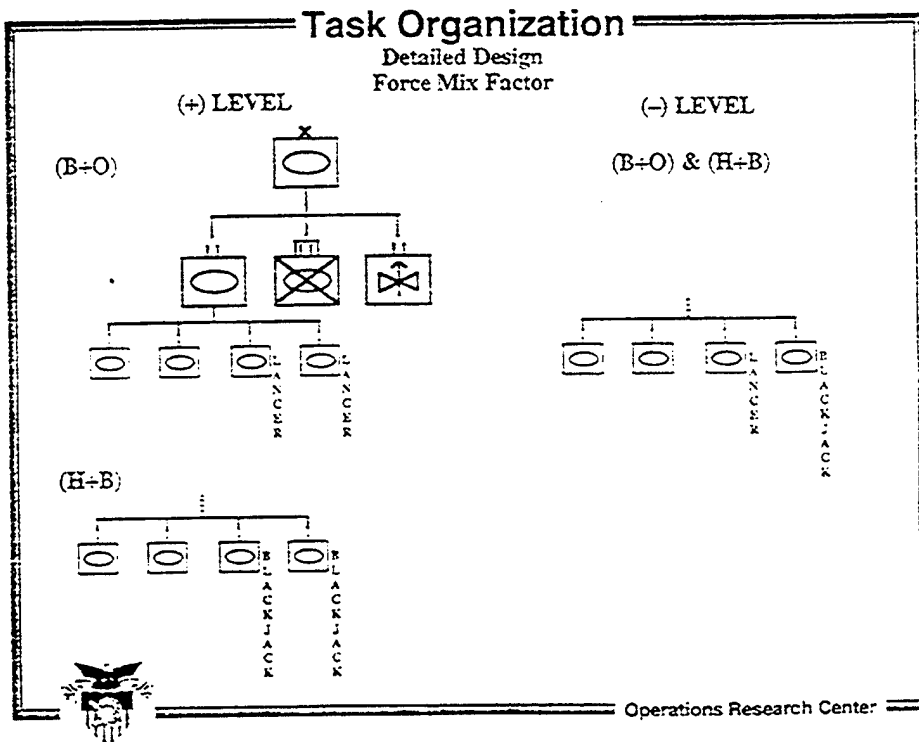 Task Organization
Detailed Design
Force Mix Factor
(+) LEVEL
(–) LEVEL
(B÷O)
(B÷O) & (H÷B)
LANCER
LANCER
LANCER
BLACKJACK
(H÷B)
BLACKJACK
BLACKJACK
Operations Research Center